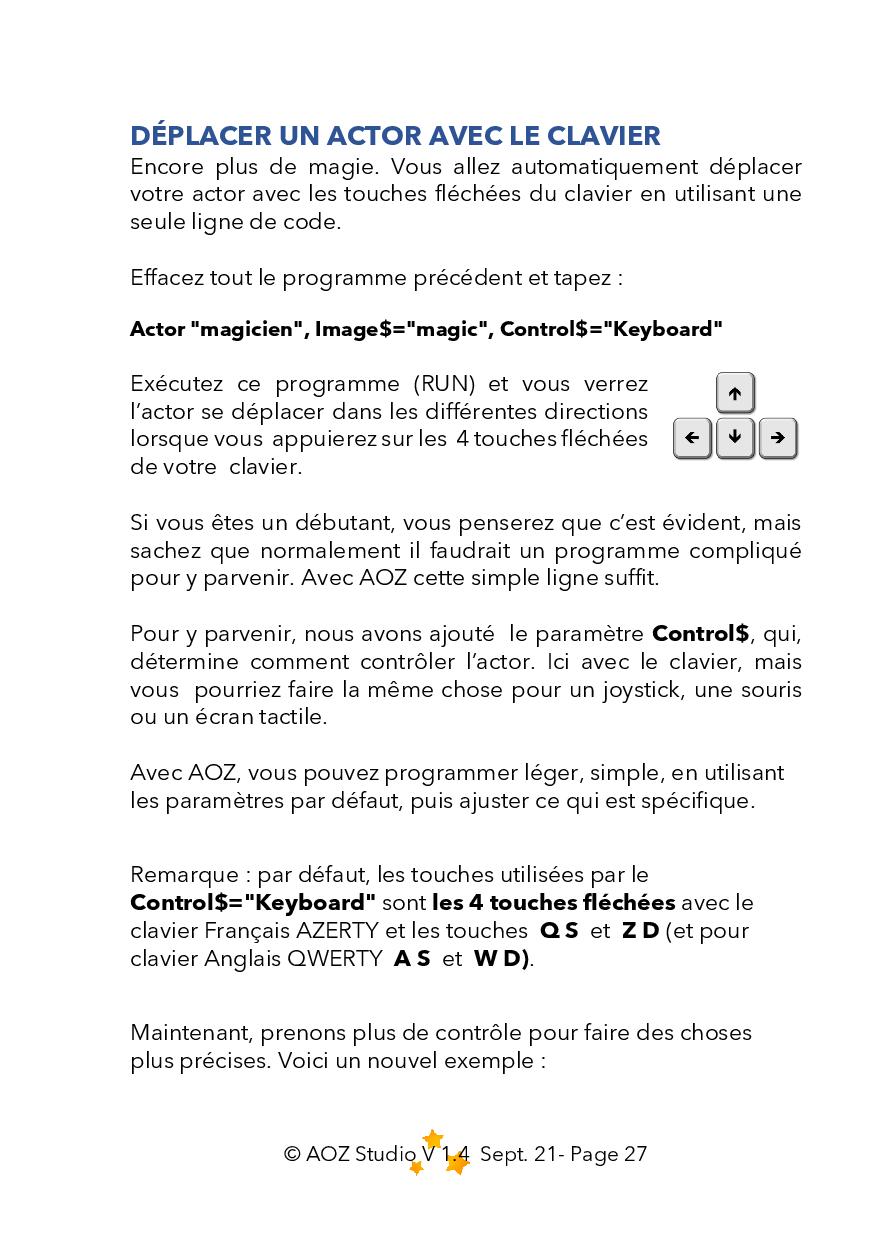 DÉPLACER UN ACTOR AVEC LE CLAVIER
Encore plus de magie. Vous allez automatiquement déplacer
votre actor avec les touches fléchées du clavier en utilisant une
seule ligne de code.
Effacez tout le programme précédent et tapez :
Actor "magicien", Image$="magic", Control$="Keyboard"
Exécutez ce programme (RUN) et vous verrez
l’actor se déplacer dans les différentes directions
lorsque vous appuierez sur les 4 touches fléchées
de votre clavier.
Si vous êtes un débutant, vous penserez que c’est évident, mais
sachez que normalement il faudrait un programme compliqué
pour y parvenir. Avec AOZ cette simple ligne suffit.
Pour y parvenir, nous avons ajouté le paramètre Control$, qui,
détermine comment contrôler l’actor. Ici avec le clavier, mais
vous pourriez faire la même chose pour un joystick, une souris
ou un écran tactile.
Avec AOZ, vous pouvez programmer léger, simple, en utilisant
les paramètres par défaut, puis ajuster ce qui est spécifique.
Remarque : par défaut, les touches utilisées par le
Control$="Keyboard" sont les 4 touches fléchées avec le
clavier Français AZERTY et les touches Q S et Z D (et pour
clavier Anglais QWERTY A S et W D).
Maintenant, prenons plus de contrôle pour faire des choses
plus précises. Voici un nouvel exemple :
© AOZ Studio V 1.4 Sept. 21- Page 27